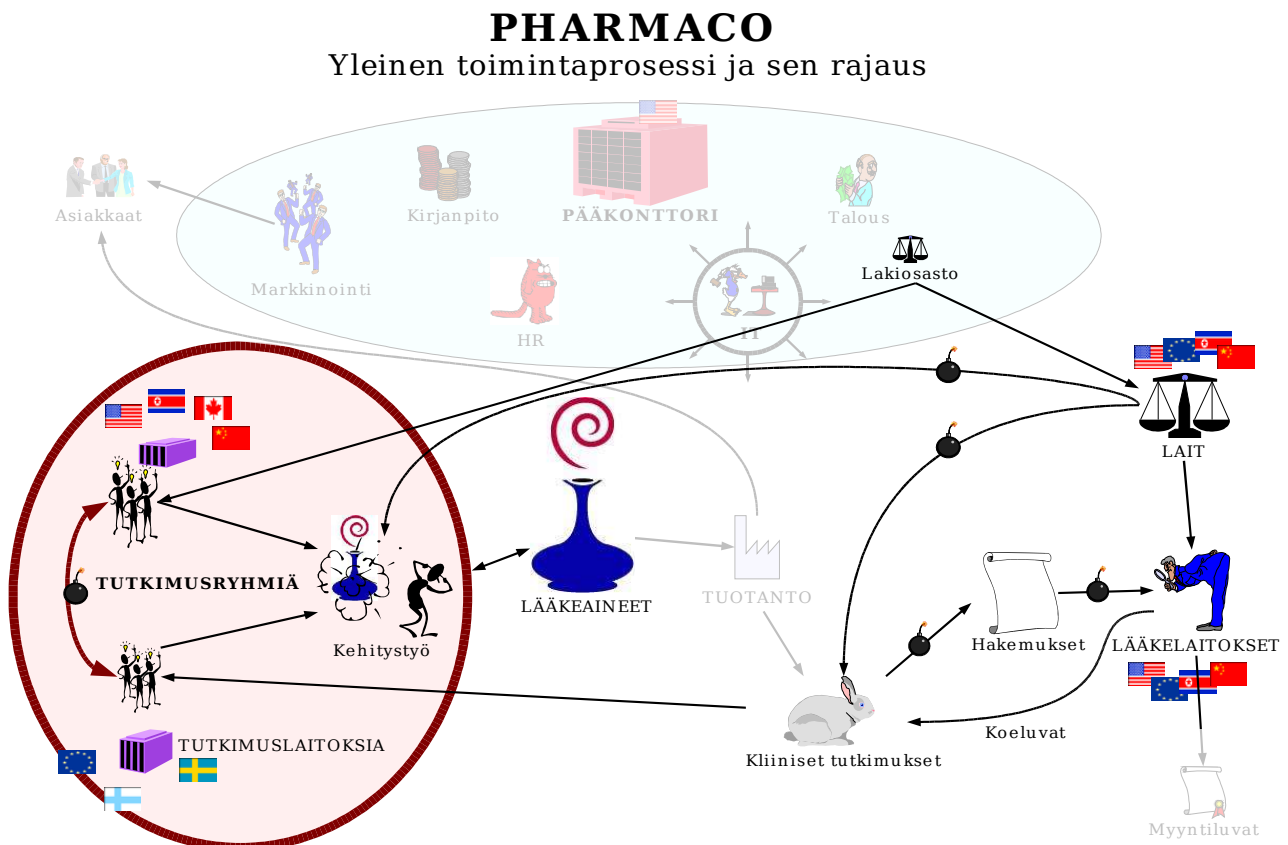 PHARMACO
Yleinen toimintaprosessi ja sen rajaus
Asiakkaat
Markkinointi
Kirjanpito
PÄÄKONTTORI
Talous
Lakiosasto
HR
IT
LAIT
TUTKIMUSRYHMIÄ
Kehitystyö
LÄÄKEAINEET
TUOTANTO
Hakemukset
LÄÄKELAITOKSET
TUTKIMUSLAITOKSIA
Kliiniset tutkimukset
Koeluvat
Myyntiluvat